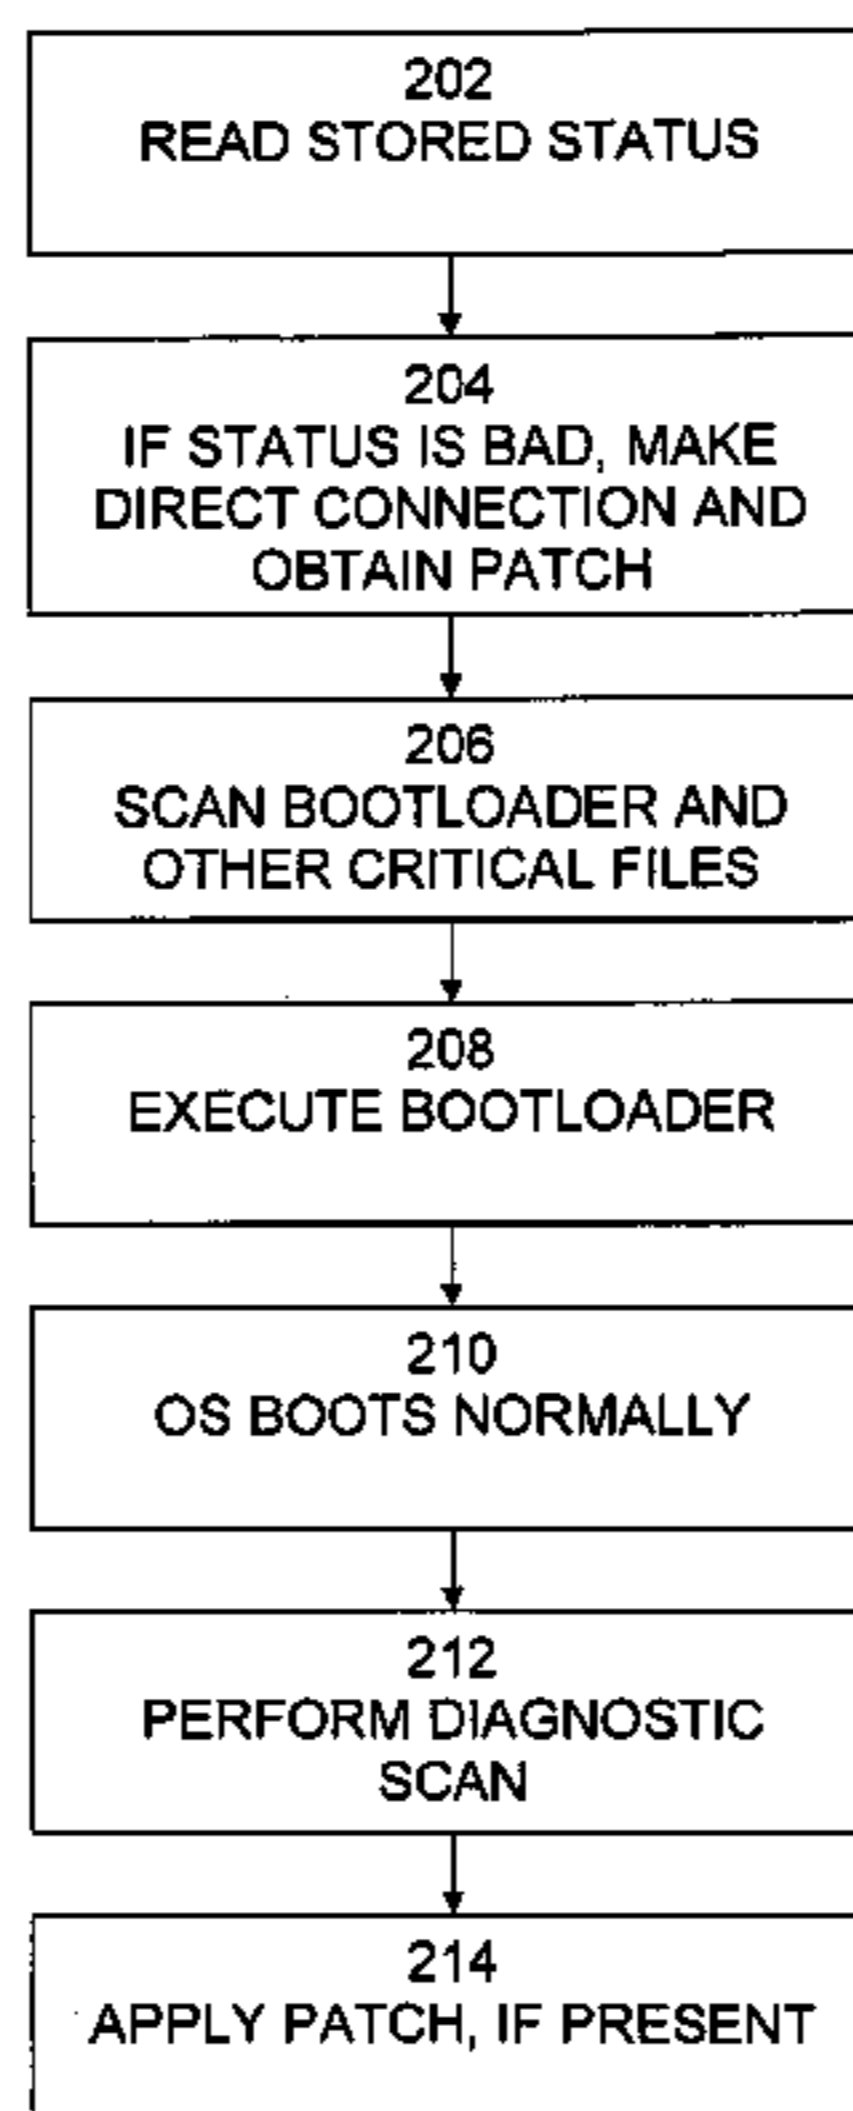 202
READ STORED STATUS
204
IF STATUS IS BAD, MAKE
DIRECT CONNECTION AND
OBTAIN PATCH
206
SCAN BOOTLOADER AND
OTHER CRITICAL FILES
208
EXECUTE BOOTLOADER
210
OS BOOTS NORMALLY
212
PERFORM DIAGNOSTIC
SCAN
214
APPLY PATCH, IF PRESENT